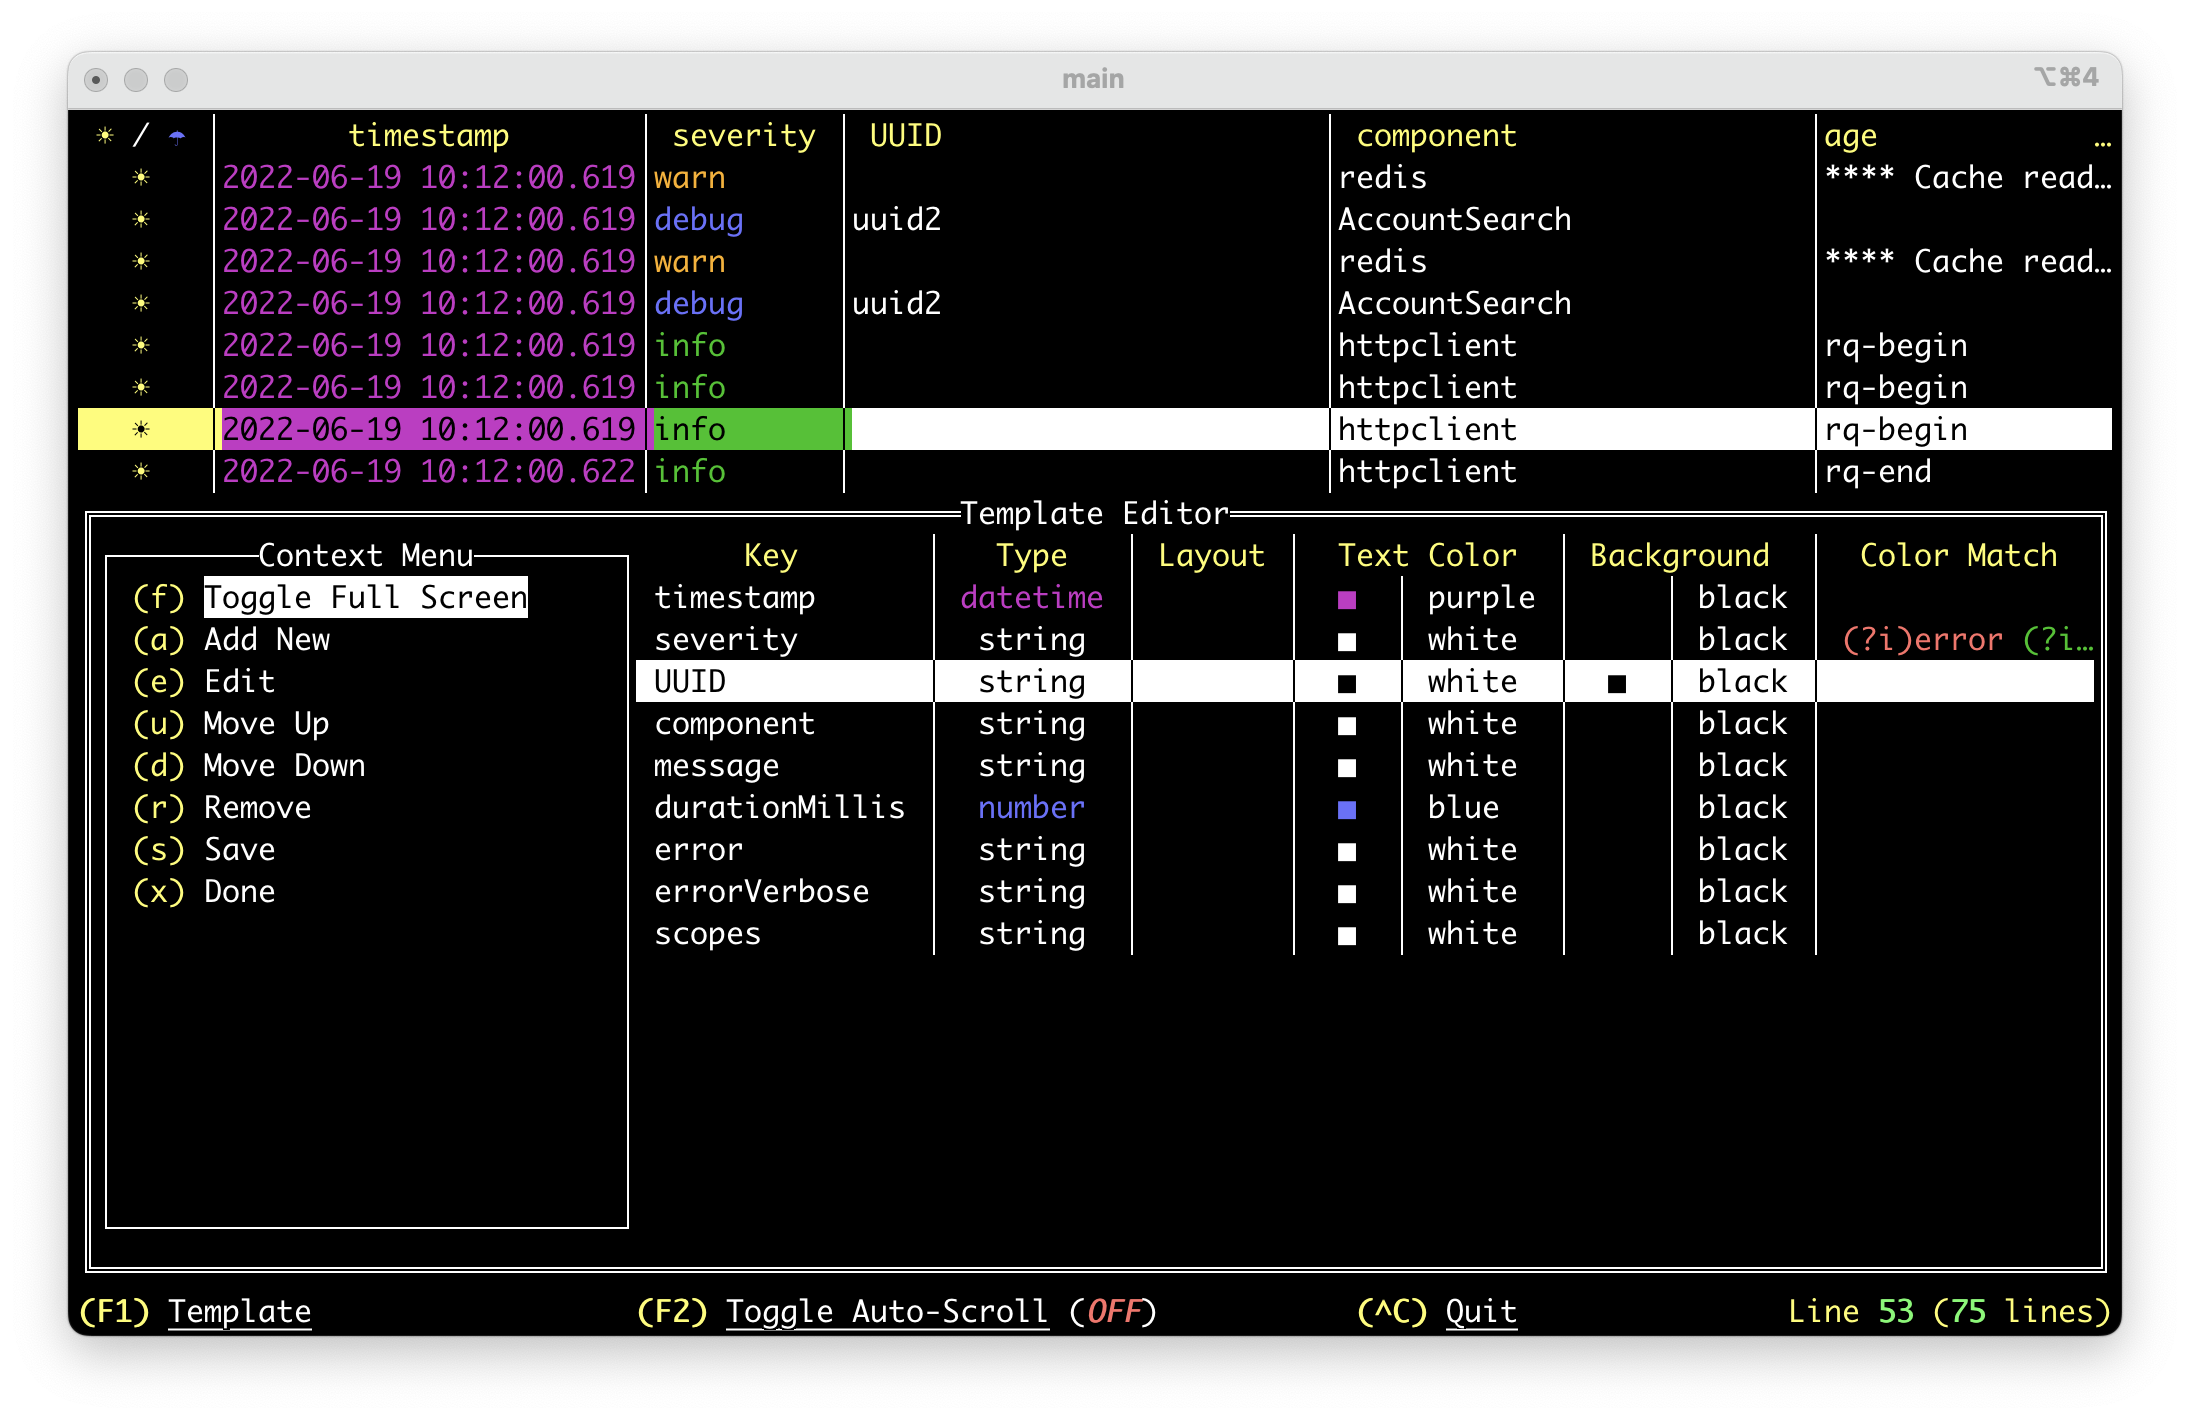 main ⌥⌘4
☀ / ☂ timestamp severity UUID component age …
☀ 2022-06-19 10:12:00.619 warn redis **** Cache read…
☀ 2022-06-19 10:12:00.619 debug uuid2 AccountSearch
☀ 2022-06-19 10:12:00.619 warn redis **** Cache read…
☀ 2022-06-19 10:12:00.619 debug uuid2 AccountSearch
☀ 2022-06-19 10:12:00.619 info httpclient rq-begin
☀ 2022-06-19 10:12:00.619 info httpclient rq-begin
☀ 2022-06-19 10:12:00.619 info httpclient rq-begin
☀ 2022-06-19 10:12:00.622 info httpclient rq-end
Template Editor
Context Menu
(f) Toggle Full Screen
(a) Add New
(e) Edit
(u) Move Up
(d) Move Down
(r) Remove
(s) Save
(x) Done
Key Type Layout Text Color Background Color Match
timestamp datetime ■ purple black
severity string ■ white black (?i)error (?i…
UUID string ■ white ■ black
component string ■ white black
message string ■ white black
durationMillis number ■ blue black
error string ■ white black
errorVerbose string ■ white black
scopes string ■ white black
(F1) Template (F2) Toggle Auto-Scroll (OFF) (^C) Quit Line 53 (75 lines)